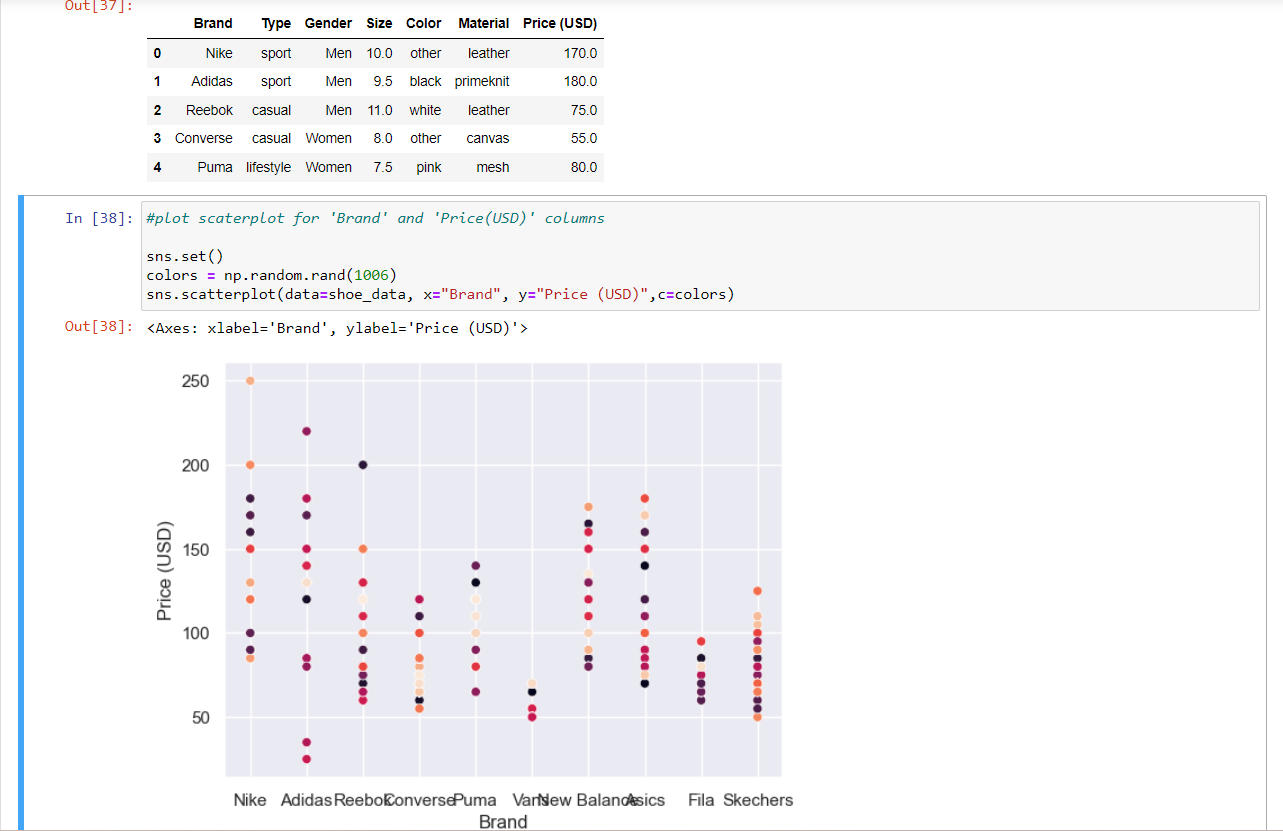 Out[37]:
Brand Type Gender Size Color Material Price (USD)
0 Nike sport Men 10.0 other leather 170.0
1 Adidas sport Men 9.5 black primeknit 180.0
2 Reebok casual Men 11.0 white leather 75.0
3 Converse casual Women 8.0 other canvas 55.0
4 Puma lifestyle Women 7.5 pink mesh 80.0
In [38]: #plot scaterplot for 'Brand' and 'Price(USD)' columns
sns.set()
colors = np.random.rand(1006)
sns.scatterplot(data=shoe_data, x="Brand", y="Price (USD)",c=colors)
Out[38]: <Axes: xlabel='Brand', ylabel='Price (USD)'>
250
200
150
100
50
Price (USD)
Nike Adidas Reebok Converse Puma Vans New Balance Asics Fila Skechers
Brand